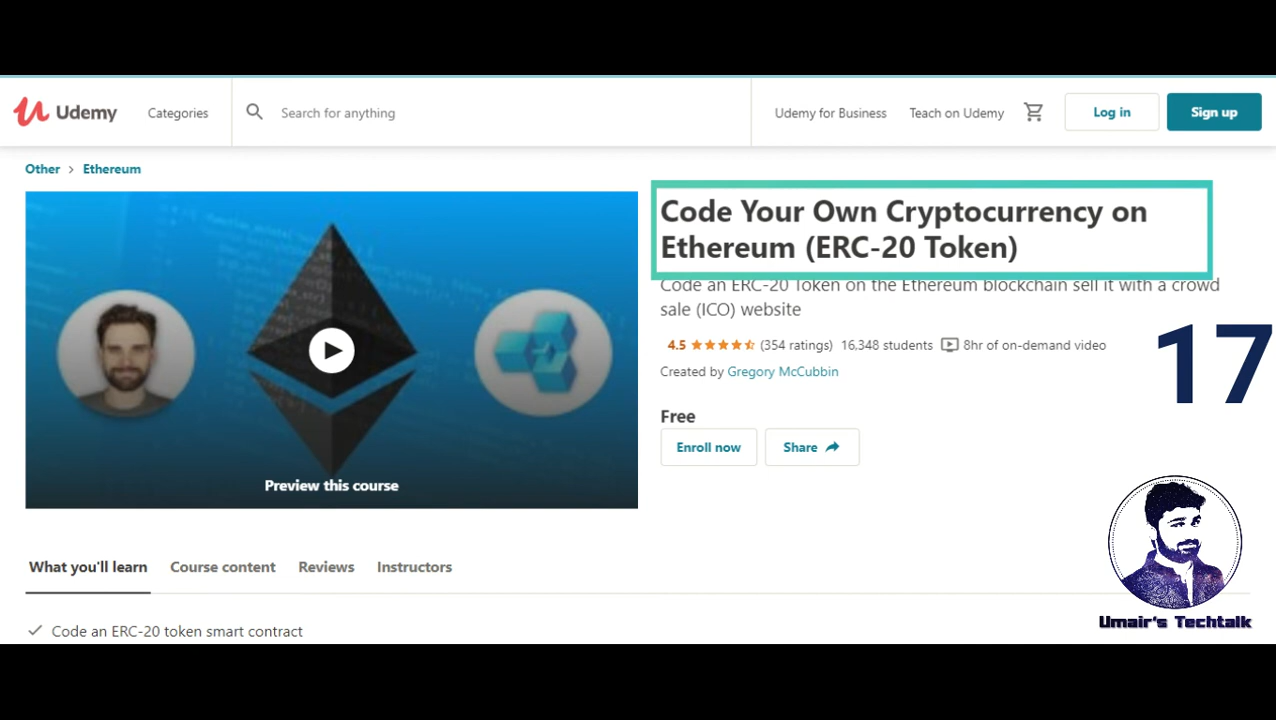 Udemy
Categories
Search for anything
Udemy for Business
Teach on Udemy
Log in
Sign up
Other > Ethereum
Code Your Own Cryptocurrency on
Ethereum (ERC-20 Token)
Code an ERC-20 Token on the Ethereum blockchain sell it with a crowd
sale (ICO) website
4.5 (354 ratings) 16,348 students 8hr of on-demand video
Created by Gregory McCubbin
17
Free
Enroll now
Share
Preview this course
What you'll learn
Course content
Reviews
Instructors
Umair's Techtalk
Code an ERC-20 token smart contract